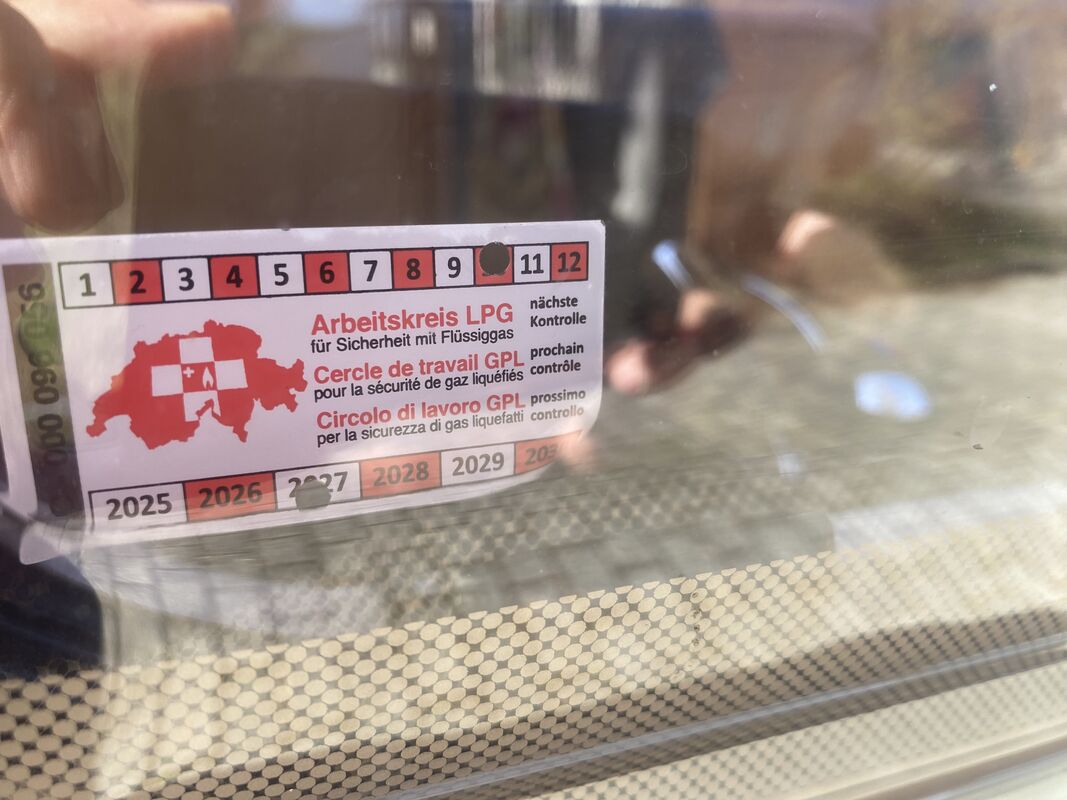 1 2 3 4 5 6 7 8 9 11 12
Arbeitskreis LPG
für Sicherheit mit Flüssiggas
nächste
Kontrolle
Cercle de travail GPL
pour la sécurité de gaz liquéfiés
prochain
contrôle
Circolo di lavoro GPL
per la sicurezza di gas liquefatti
prossimo
controllo
2025 2026 2027 2028 2029